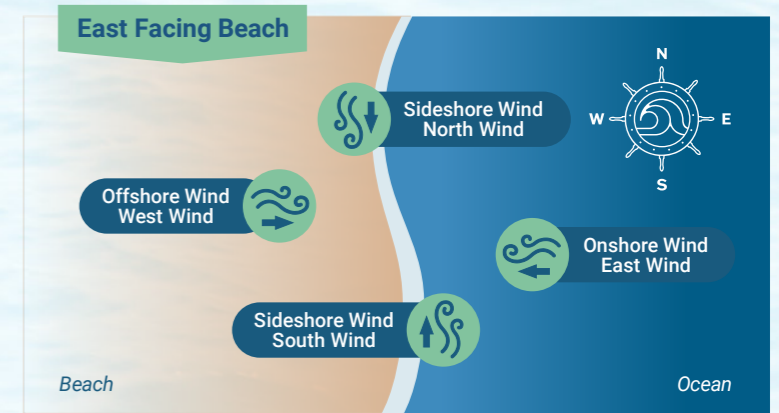 East Facing Beach
N
W
E
S
Sideshore Wind
North Wind
Offshore Wind
West Wind
Onshore Wind
East Wind
Sideshore Wind
South Wind
Beach
Ocean